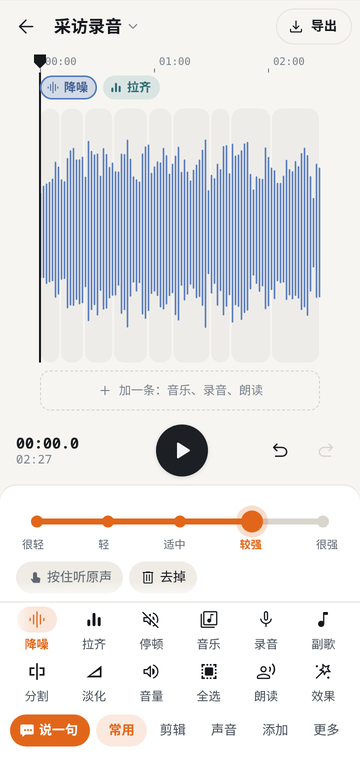 采访录音
导出
00:00
01:00
02:00
降噪
拉齐
加一条：音乐、录音、朗读
00:00.0
02:27
很轻
轻
适中
较强
很强
按住听原声
去掉
降噪
拉齐
停顿
音乐
录音
副歌
分割
淡化
音量
全选
朗读
效果
说一句
常用
剪辑
声音
添加
更多